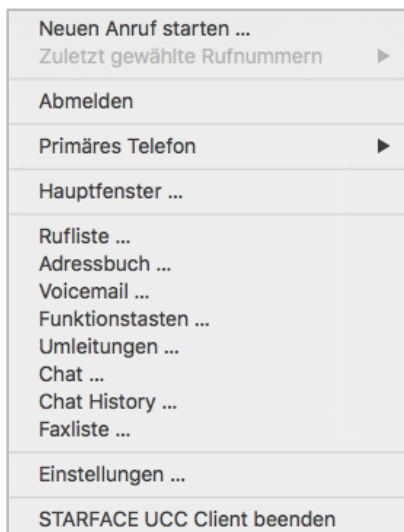 Neuen Anruf starten ...
Zuletzt gewählte Rufnummern
Abmelden
Primäres Telefon
Hauptfenster ...
Rufliste ...
Adressbuch ...
Voicemail ...
Funktionstasten ...
Umleitungen ...
Chat ...
Chat History ...
Faxliste ...
Einstellungen ...
STARFACE UCC Client beenden